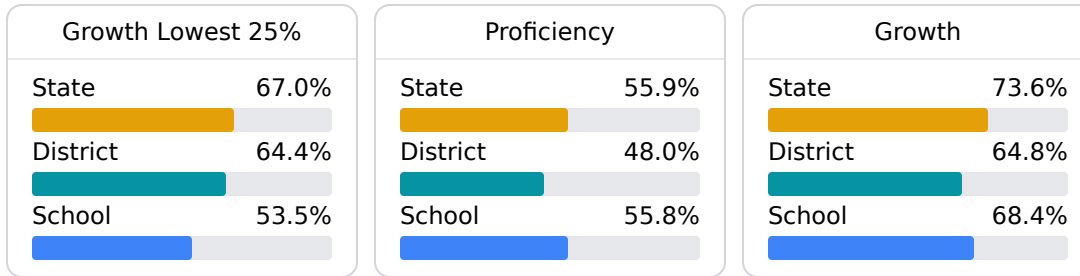 Growth Lowest 25%
State 67.0%
District 64.4%
School 53.5%
Proficiency
State 55.9%
District 48.0%
School 55.8%
Growth
State 73.6%
District 64.8%
School 68.4%